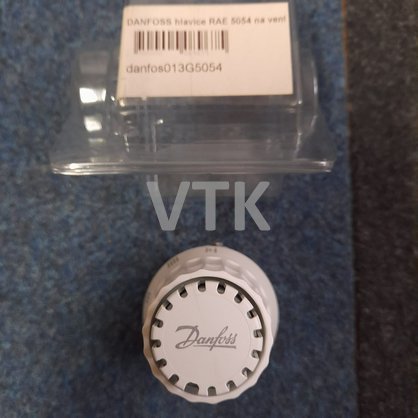 DANFOSS hlavice RAE 5054 na vent
danfos013G5054
VTK
Danfoss